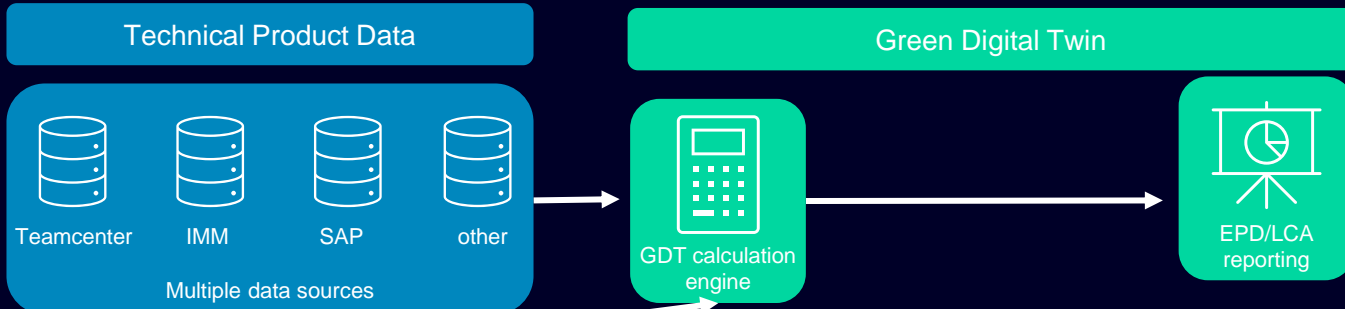 Technical Product Data
Green Digital Twin
Teamcenter
IMM
SAP
other
Multiple data sources
GDT calculation
engine
EPD/LCA
reporting